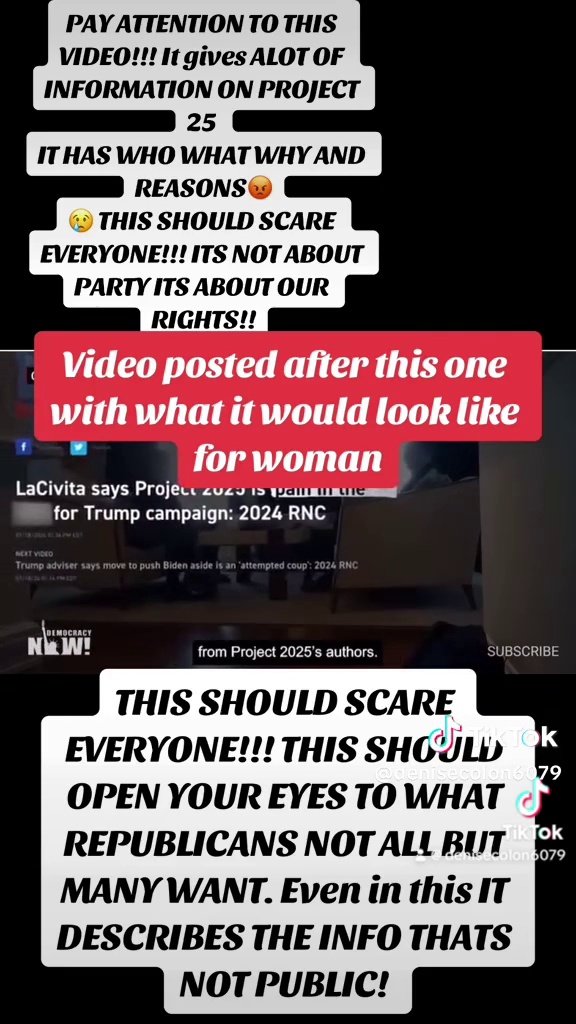 PAY ATTENTION TO THIS
VIDEO!!! It gives ALOT OF
INFORMATION ON PROJECT
25
IT HAS WHO WHAT WHY AND
REASONS😡
😢 THIS SHOULD SCARE
EVERYONE!!! ITS NOT ABOUT
PARTY ITS ABOUT OUR
RIGHTS!!
Video posted after this one
with what it would look like
for woman
LaCivita says Project 2025 is 'pain in the
for Trump campaign: 2024 RNC
NEXT VIDEO
Trump adviser says move to push Biden aside is an 'attempted coup': 2024 RNC
DEMOCRACY
NOW!
from Project 2025's authors.
SUBSCRIBE
THIS SHOULD SCARE
EVERYONE!!! THIS SHOULD
OPEN YOUR EYES TO WHAT
REPUBLICANS NOT ALL BUT
MANY WANT. Even in this IT
DESCRIBES THE INFO THATS
NOT PUBLIC!
TikTok
@denisecolon6079
TikTok
@denisecolon6079